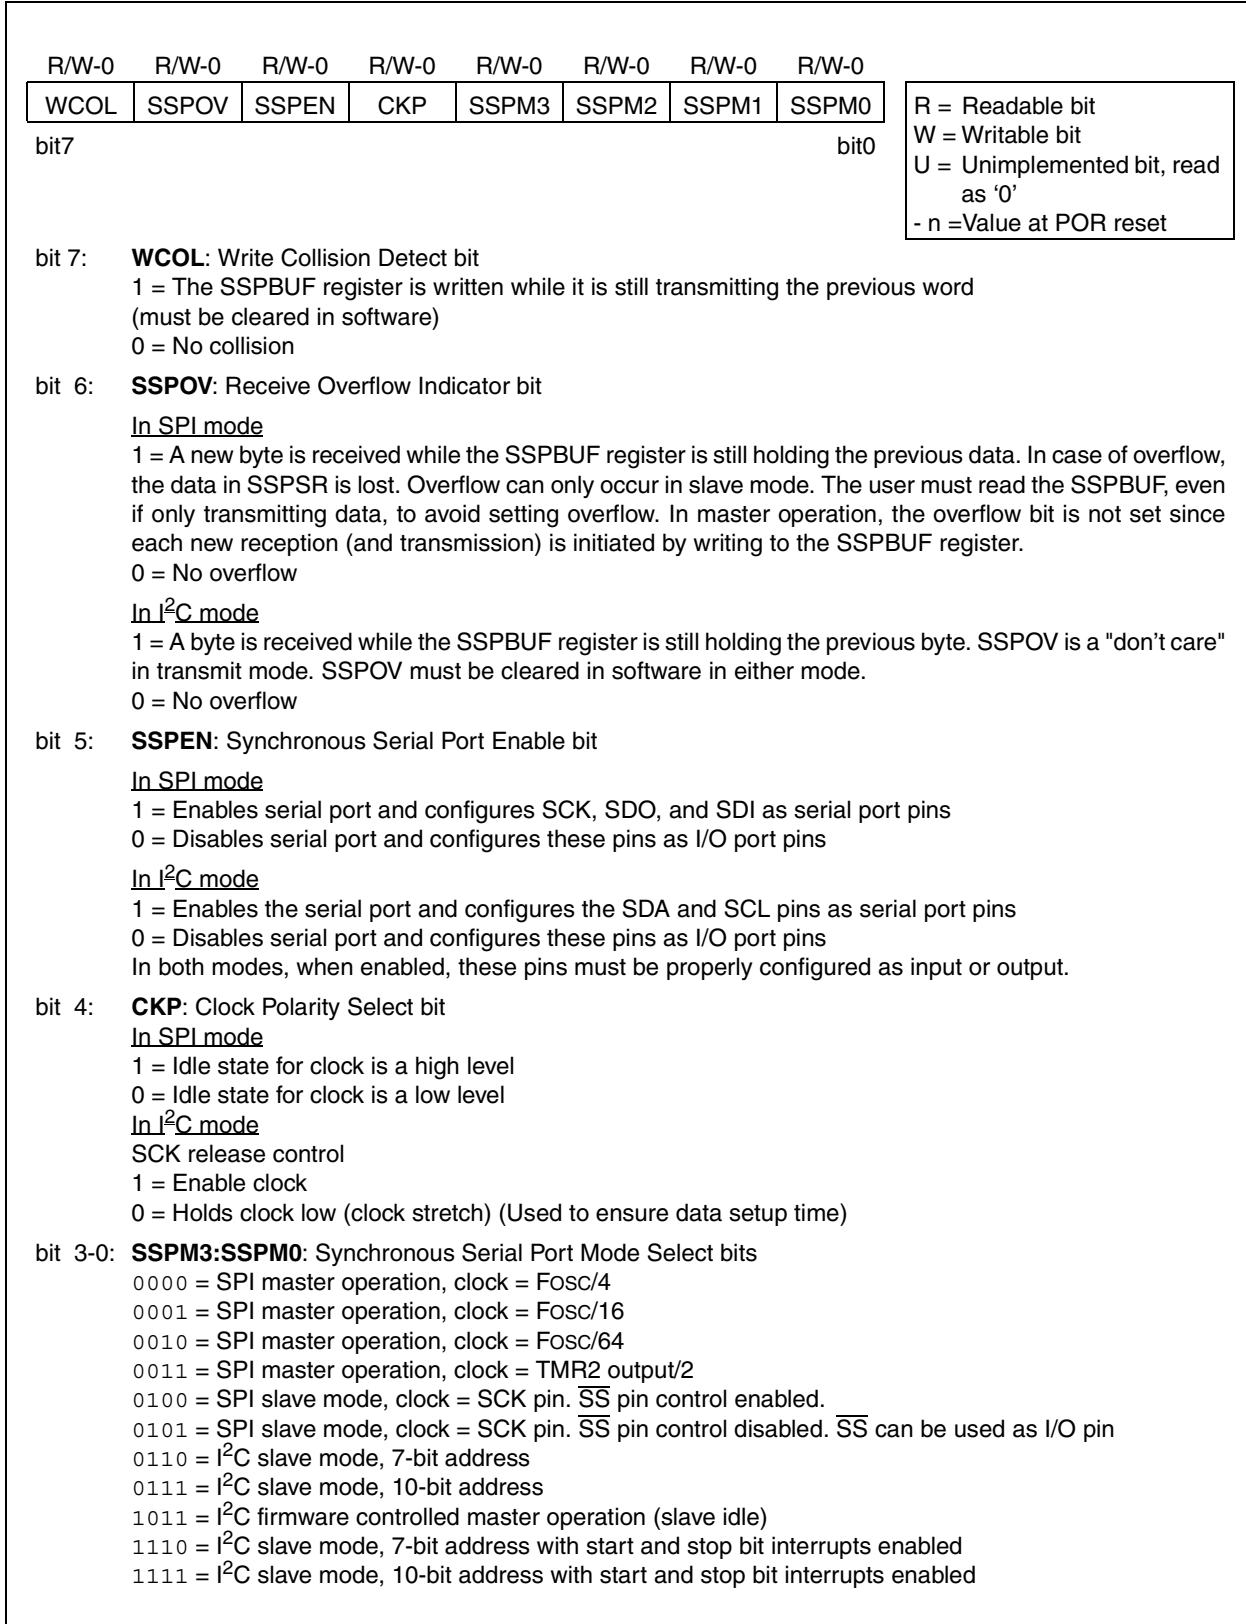 R/W-0 R/W-0 R/W-0 R/W-0 R/W-0 R/W-0 R/W-0 R/W-0
WCOL SSPOV SSPEN CKP SSPM3 SSPM2 SSPM1 SSPM0
bit7 bit0
R = Readable bit
W = Writable bit
U = Unimplemented bit, read
as ‘0’
- n =Value at POR reset
bit 7: WCOL: Write Collision Detect bit
1 = The SSPBUF register is written while it is still transmitting the previous word
(must be cleared in software)
0 = No collision
bit 6: SSPOV: Receive Overflow Indicator bit
In SPI mode
1 = A new byte is received while the SSPBUF register is still holding the previous data. In case of overflow,
the data in SSPSR is lost. Overflow can only occur in slave mode. The user must read the SSPBUF, even
if only transmitting data, to avoid setting overflow. In master operation, the overflow bit is not set since
each new reception (and transmission) is initiated by writing to the SSPBUF register.
0 = No overflow
In I²C mode
1 = A byte is received while the SSPBUF register is still holding the previous byte. SSPOV is a "don’t care"
in transmit mode. SSPOV must be cleared in software in either mode.
0 = No overflow
bit 5: SSPEN: Synchronous Serial Port Enable bit
In SPI mode
1 = Enables serial port and configures SCK, SDO, and SDI as serial port pins
0 = Disables serial port and configures these pins as I/O port pins
In I²C mode
1 = Enables the serial port and configures the SDA and SCL pins as serial port pins
0 = Disables serial port and configures these pins as I/O port pins
In both modes, when enabled, these pins must be properly configured as input or output.
bit 4: CKP: Clock Polarity Select bit
In SPI mode
1 = Idle state for clock is a high level
0 = Idle state for clock is a low level
In I²C mode
SCK release control
1 = Enable clock
0 = Holds clock low (clock stretch) (Used to ensure data setup time)
bit 3-0: SSPM3:SSPM0: Synchronous Serial Port Mode Select bits
0000 = SPI master operation, clock = FOSC/4
0001 = SPI master operation, clock = FOSC/16
0010 = SPI master operation, clock = FOSC/64
0011 = SPI master operation, clock = TMR2 output/2
0100 = SPI slave mode, clock = SCK pin. S̅S̅ pin control enabled.
0101 = SPI slave mode, clock = SCK pin. S̅S̅ pin control disabled. S̅S̅ can be used as I/O pin
0110 = I²C slave mode, 7-bit address
0111 = I²C slave mode, 10-bit address
1011 = I²C firmware controlled master operation (slave idle)
1110 = I²C slave mode, 7-bit address with start and stop bit interrupts enabled
1111 = I²C slave mode, 10-bit address with start and stop bit interrupts enabled